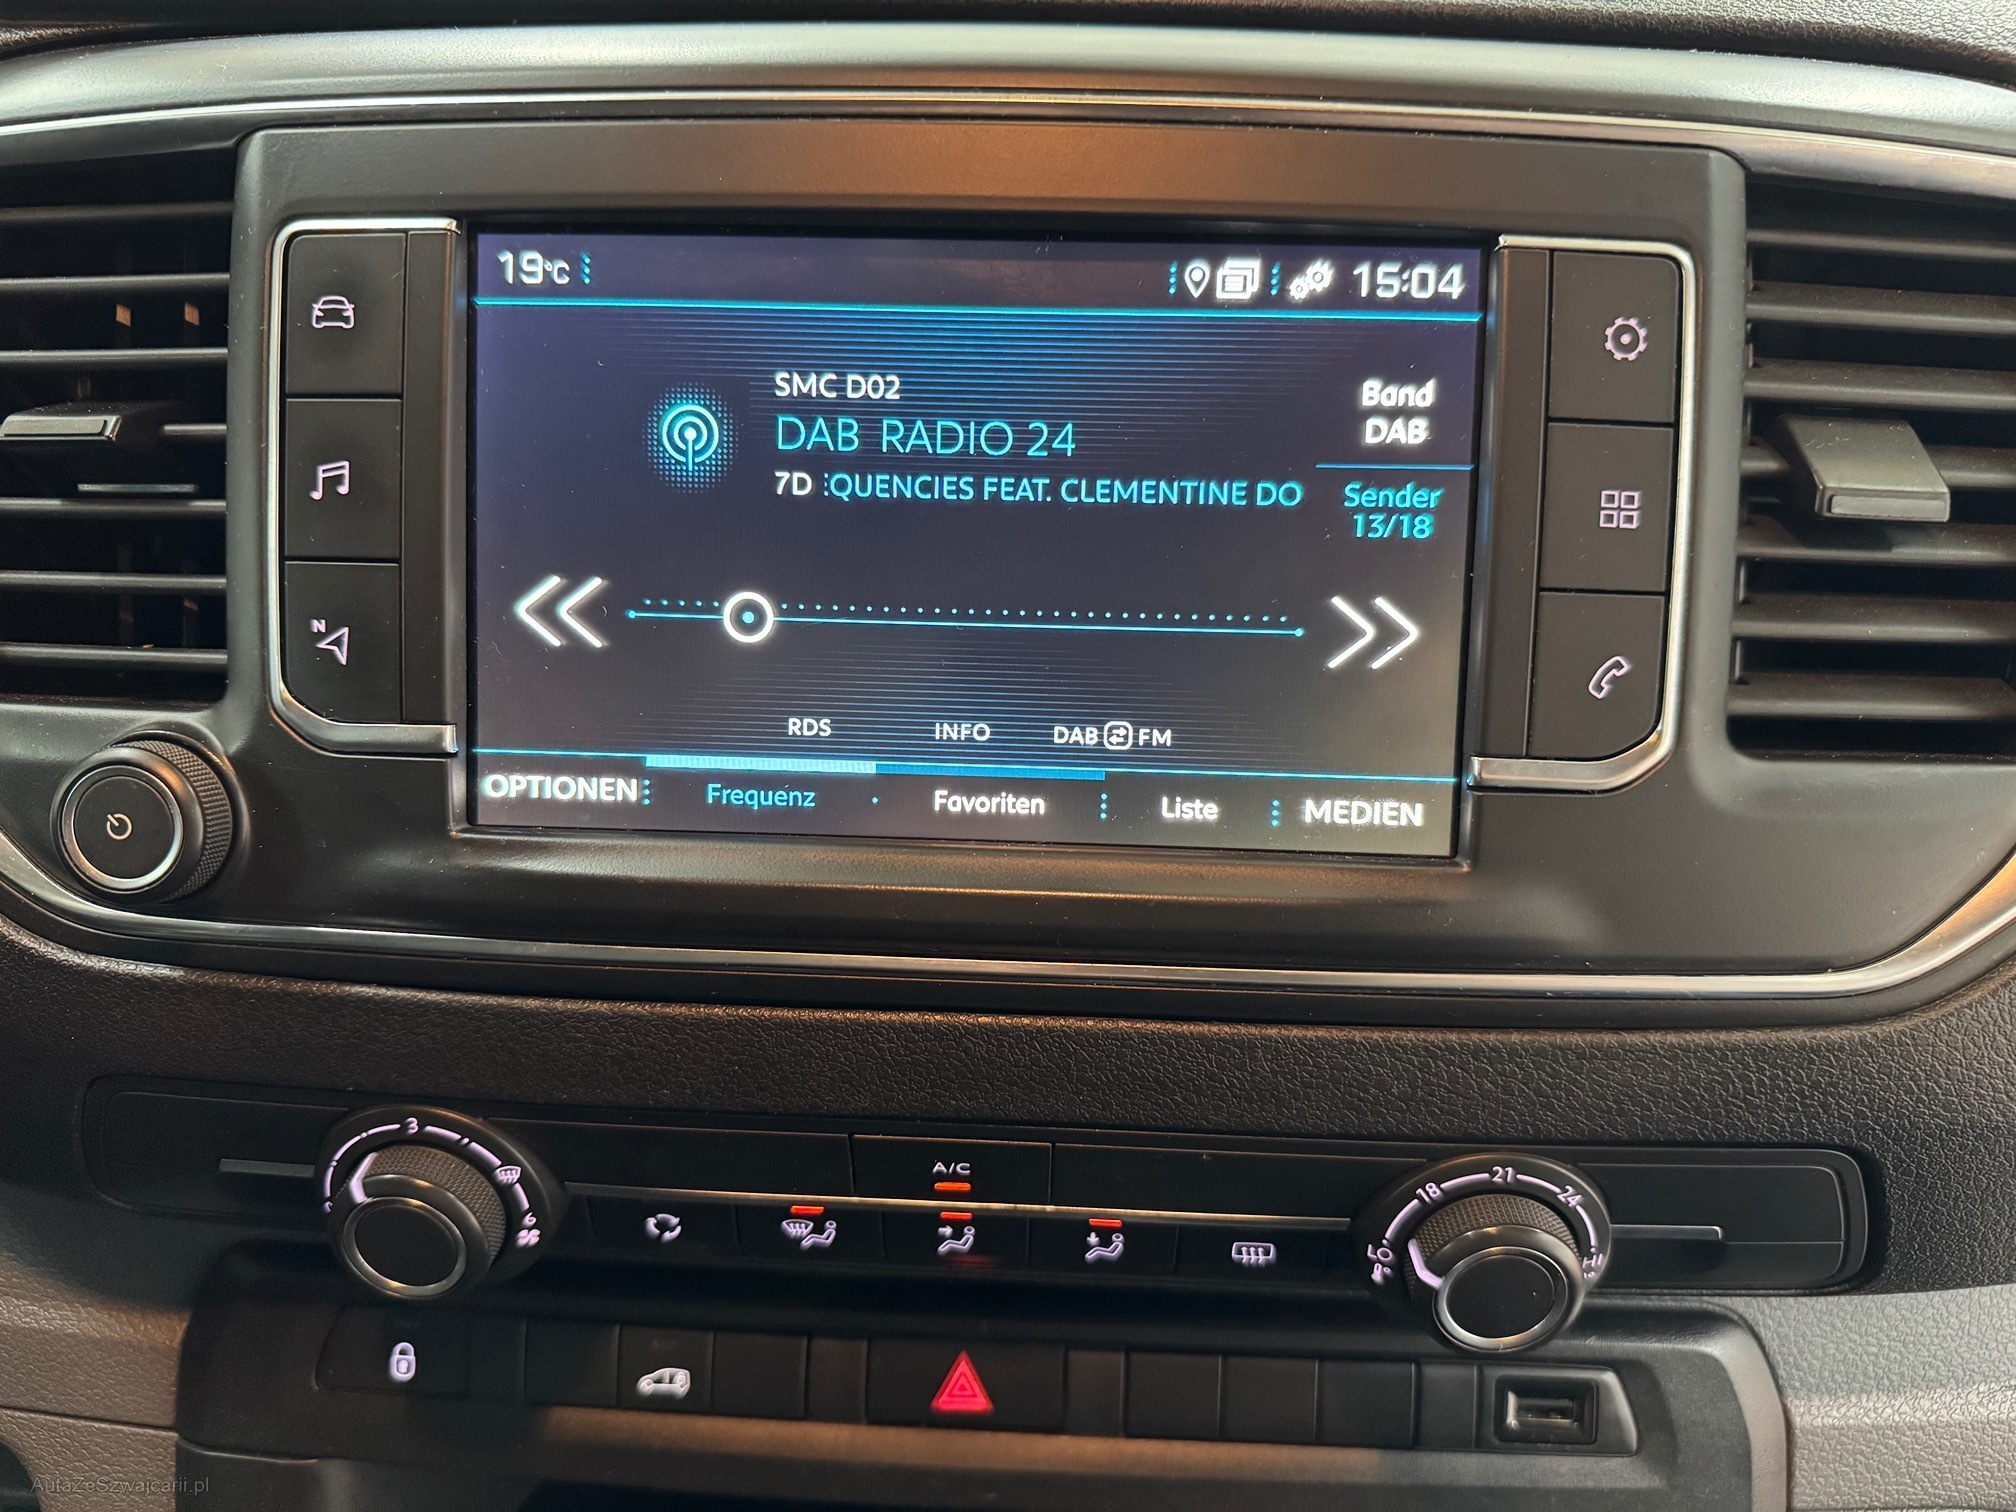 19°C
15:04
SMC D02
DAB RADIO 24
7D :QUENCIES FEAT. CLEMENTINE DO
Band
DAB
Sender
13/18
N
RDS INFO DAB FM
OPTIONEN Frequenz Favoriten Liste MEDIEN
3
6
A/C
18 21 24
LO
HI
AutaZeSzwajcarii.pl